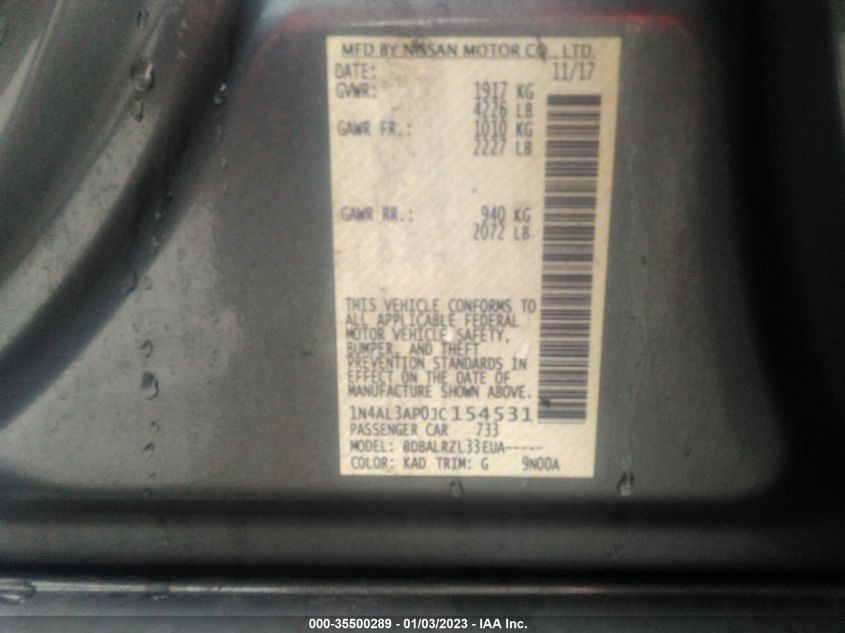 MFD BY NISSAN MOTOR CO., LTD.
DATE: 11/17
GVWR: 1917 KG
4226 LB
GAWR FR.: 1010 KG
2227 LB
GAWR RR.: 940 KG
2072 LB
THIS VEHICLE CONFORMS TO
ALL APPLICABLE FEDERAL
MOTOR VEHICLE SAFETY,
BUMPER, AND THEFT
PREVENTION STANDARDS IN
EFFECT ON THE DATE OF
MANUFACTURE SHOWN ABOVE.
1N4AL3AP0JC154531
PASSENGER CAR 733
MODEL: BDBALRZL33EUA-----
COLOR: KAD TRIM: G 9N00A
000-35500289 - 01/03/2023 - IAA Inc.